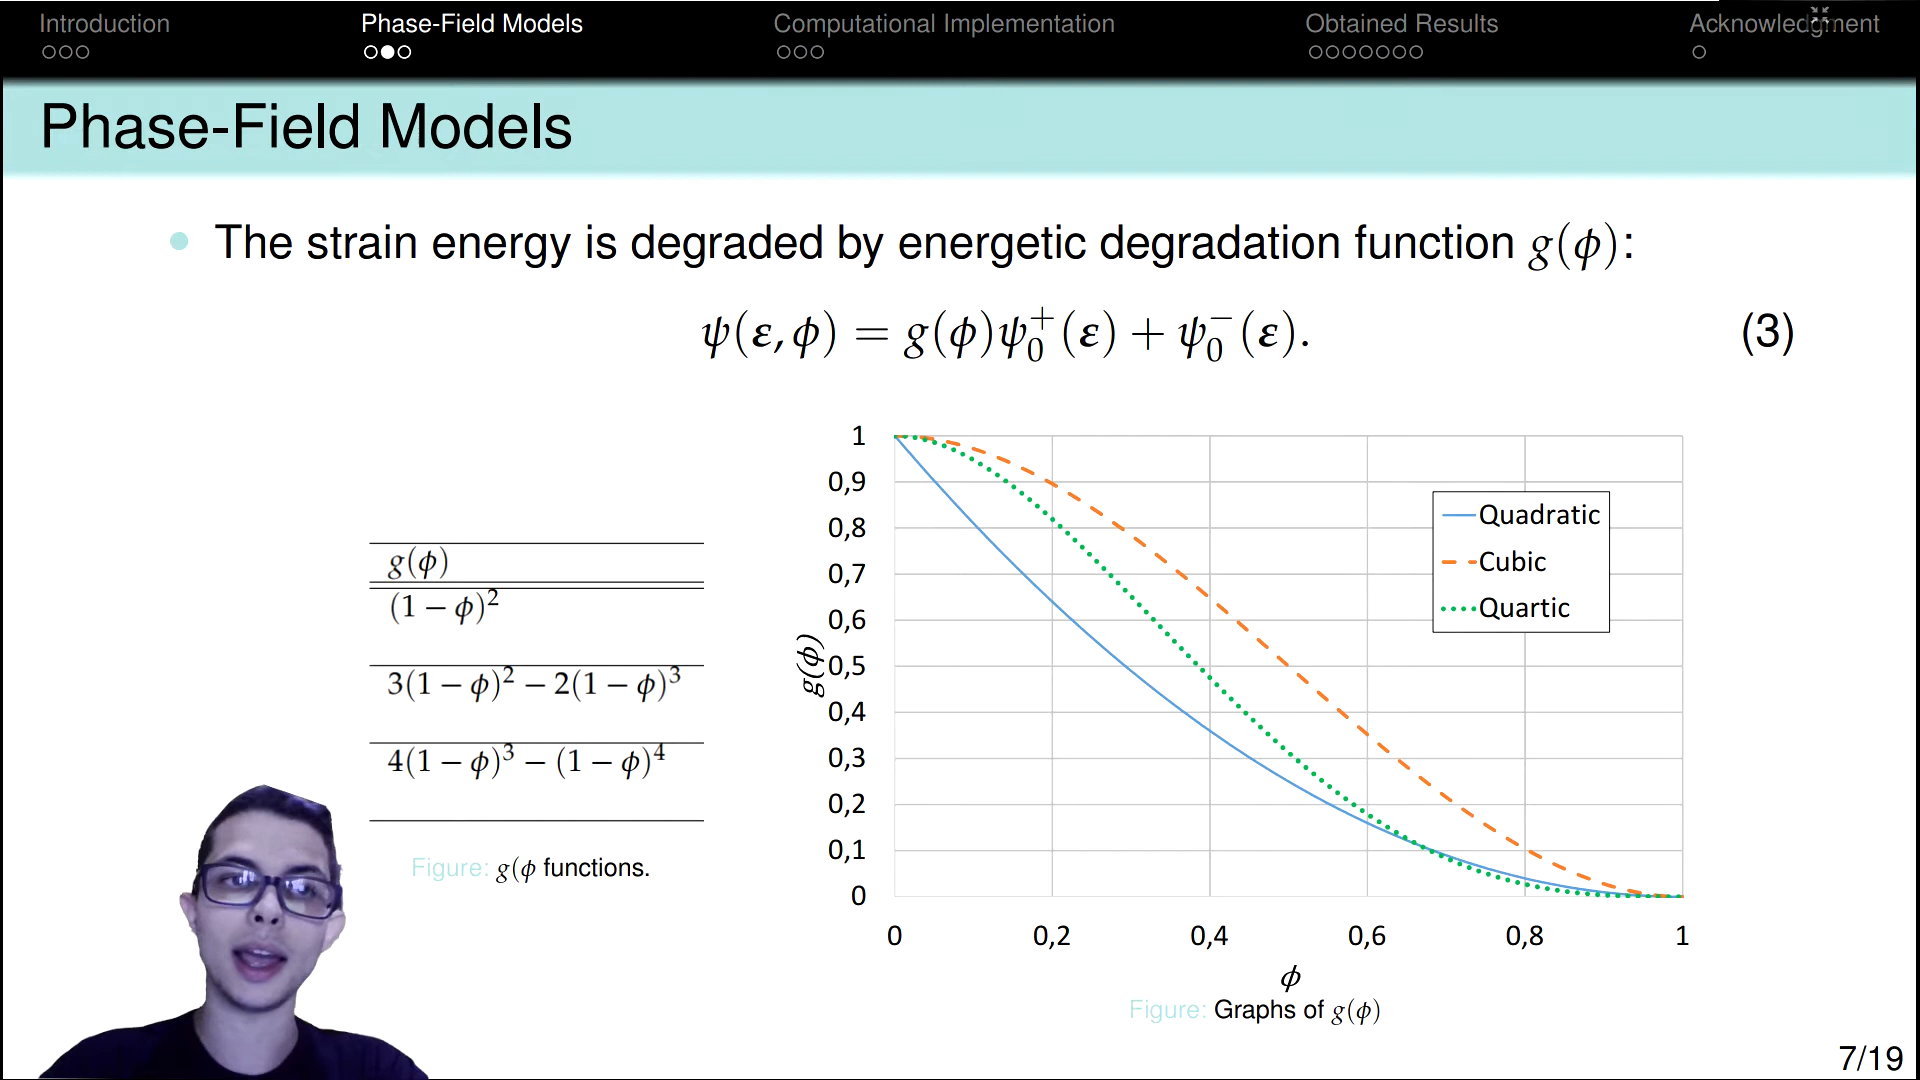 Introduction
Phase-Field Models
Computational Implementation
Obtained Results
Acknowledgment
Phase-Field Models
The strain energy is degraded by energetic degradation function g(ϕ):
ψ(ε, ϕ) = g(ϕ)ψ₀⁺(ε) + ψ₀⁻(ε). (3)
g(ϕ)
(1 − ϕ)²
3(1 − ϕ)² − 2(1 − ϕ)³
4(1 − ϕ)³ − (1 − ϕ)⁴
Figure: g(ϕ functions.
1
0,9
0,8
0,7
0,6
0,5
0,4
0,3
0,2
0,1
0
g(ϕ)
Quadratic
Cubic
Quartic
0 0,2 0,4 0,6 0,8 1
ϕ
Figure: Graphs of g(ϕ)
7/19